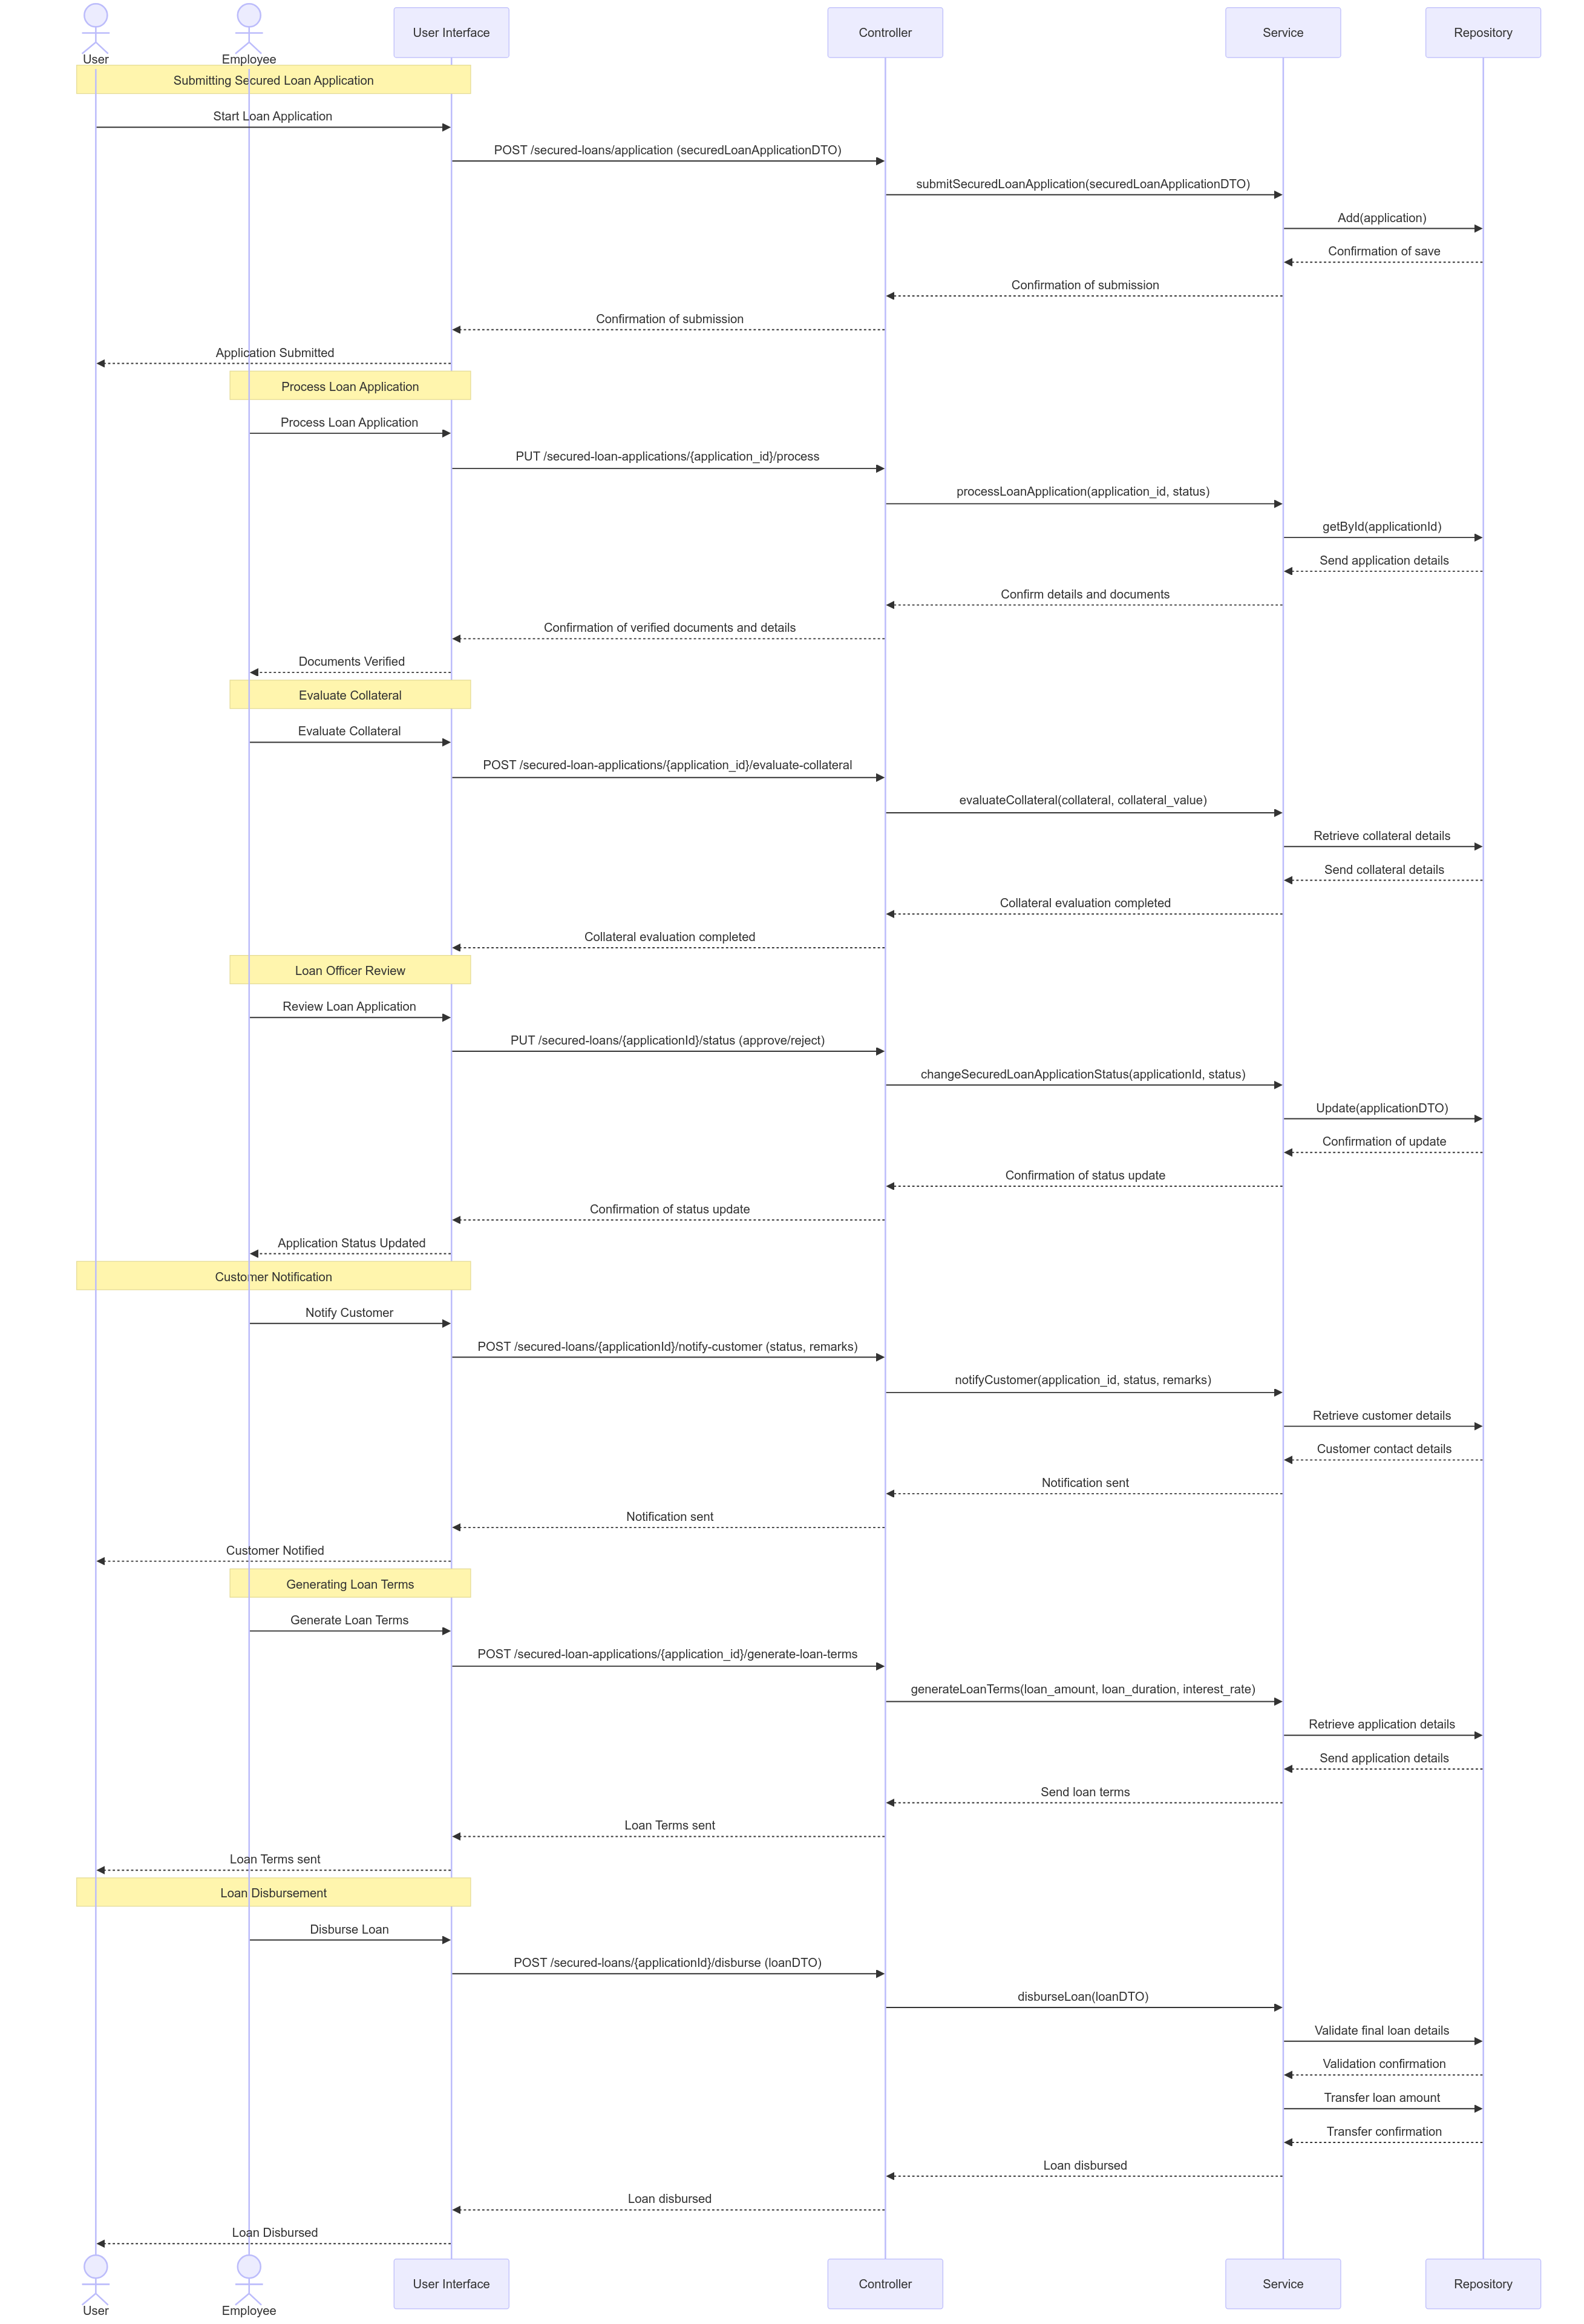 User
Employee
User Interface
Controller
Service
Repository
Submitting Secured Loan Application
Start Loan Application
POST /secured-loans/application (securedLoanApplicationDTO)
submitSecuredLoanApplication(securedLoanApplicationDTO)
Add(application)
Confirmation of save
Confirmation of submission
Confirmation of submission
Application Submitted
Process Loan Application
Process Loan Application
PUT /secured-loan-applications/{application_id}/process
processLoanApplication(application_id, status)
getById(applicationId)
Send application details
Confirm details and documents
Confirmation of verified documents and details
Documents Verified
Evaluate Collateral
Evaluate Collateral
POST /secured-loan-applications/{application_id}/evaluate-collateral
evaluateCollateral(collateral, collateral_value)
Retrieve collateral details
Send collateral details
Collateral evaluation completed
Collateral evaluation completed
Loan Officer Review
Review Loan Application
PUT /secured-loans/{applicationId}/status (approve/reject)
changeSecuredLoanApplicationStatus(applicationId, status)
Update(applicationDTO)
Confirmation of update
Confirmation of status update
Confirmation of status update
Application Status Updated
Customer Notification
Notify Customer
POST /secured-loans/{applicationId}/notify-customer (status, remarks)
notifyCustomer(application_id, status, remarks)
Retrieve customer details
Customer contact details
Notification sent
Notification sent
Customer Notified
Generating Loan Terms
Generate Loan Terms
POST /secured-loan-applications/{application_id}/generate-loan-terms
generateLoanTerms(loan_amount, loan_duration, interest_rate)
Retrieve application details
Send application details
Send loan terms
Loan Terms sent
Loan Terms sent
Loan Disbursement
Disburse Loan
POST /secured-loans/{applicationId}/disburse (loanDTO)
disburseLoan(loanDTO)
Validate final loan details
Validation confirmation
Transfer loan amount
Transfer confirmation
Loan disbursed
Loan disbursed
Loan Disbursed
User
Employee
User Interface
Controller
Service
Repository